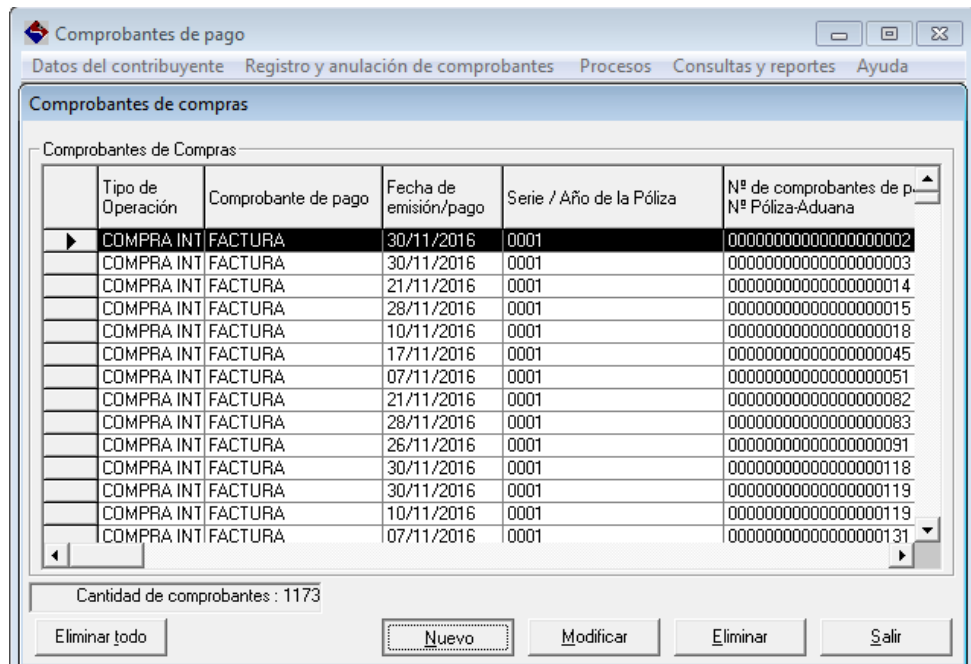 Comprobantes de pago
Datos del contribuyente Registro y anulación de comprobantes Procesos Consultas y reportes Ayuda
Comprobantes de compras
Comprobantes de Compras
Tipo de Operación Comprobante de pago Fecha de emisión/pago Serie / Año de la Póliza Nº de comprobantes de p Nº Póliza-Aduana
COMPRA INT FACTURA 30/11/2016 0001 00000000000000000002
COMPRA INT FACTURA 30/11/2016 0001 00000000000000000003
COMPRA INT FACTURA 21/11/2016 0001 00000000000000000014
COMPRA INT FACTURA 28/11/2016 0001 00000000000000000015
COMPRA INT FACTURA 10/11/2016 0001 00000000000000000018
COMPRA INT FACTURA 17/11/2016 0001 00000000000000000045
COMPRA INT FACTURA 07/11/2016 0001 00000000000000000051
COMPRA INT FACTURA 21/11/2016 0001 00000000000000000082
COMPRA INT FACTURA 28/11/2016 0001 00000000000000000083
COMPRA INT FACTURA 26/11/2016 0001 00000000000000000091
COMPRA INT FACTURA 30/11/2016 0001 00000000000000000118
COMPRA INT FACTURA 30/11/2016 0001 00000000000000000119
COMPRA INT FACTURA 10/11/2016 0001 00000000000000000119
COMPRA INT FACTURA 07/11/2016 0001 00000000000000000131
Cantidad de comprobantes : 1173
Eliminar todo Nuevo Modificar Eliminar Salir